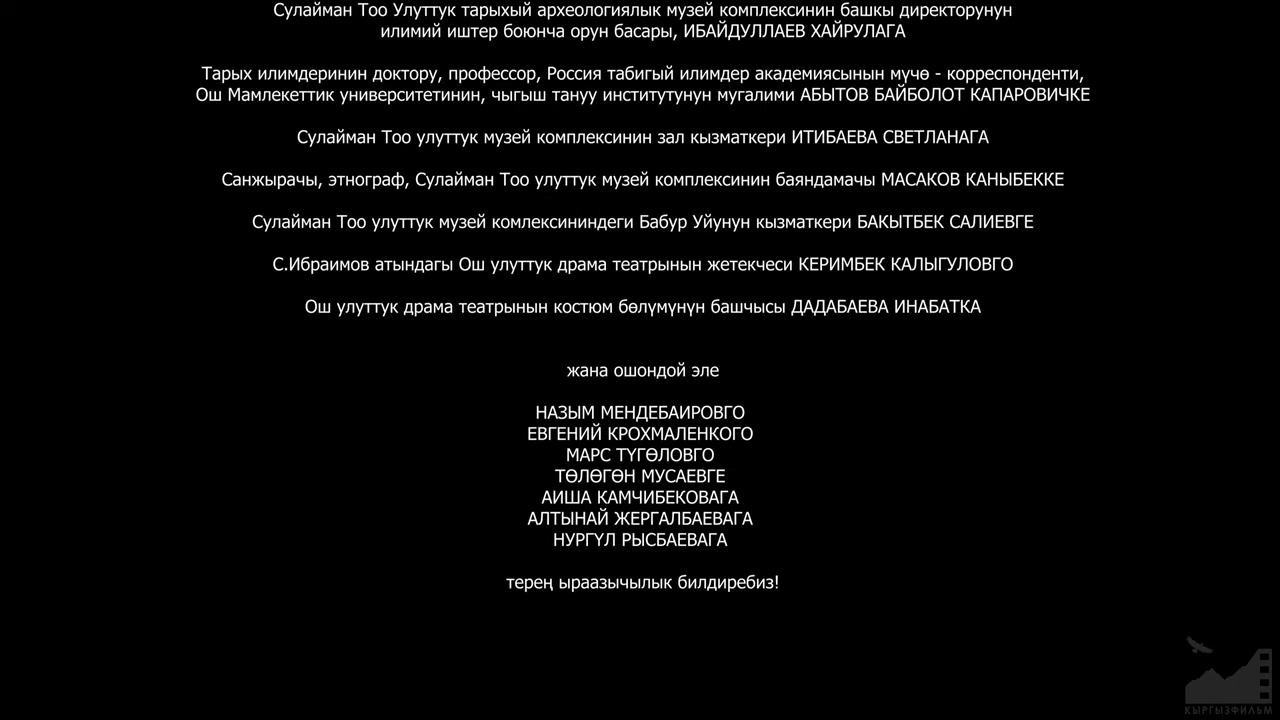 Сулайман Тоо Улуттук тарыхый археологиялык музей комплексинин башкы директорунун
илимий иштер боюнча орун басары, ИБАЙДУЛЛАЕВ ХАЙРУЛАГА
Тарых илимдеринин доктору, профессор, Россия табигый илимдер академиясынын мүчө - корреспонденти,
Ош Мамлекеттик университетинин, чыгыш тануу институтунун мугалими АБЫТОВ БАЙБОЛОТ КАПАРОВИЧКЕ
Сулайман Тоо улуттук музей комплексинин зал кызматкери ИТИБАЕВА СВЕТЛАНАГА
Санжырачы, этнограф, Сулайман Тоо улуттук музей комплексинин баяндамачы МАСАКОВ КАНЫБЕККЕ
Сулайман Тоо улуттук музей комлексининдеги Бабур Уйунун кызматкери БАКЫТБЕК САЛИЕВГЕ
С.Ибраимов атындагы Ош улуттук драма театрынын жетекчеси КЕРИМБЕК КАЛЫГУЛОВГО
Ош улуттук драма театрынын костюм бөлүмүнүн башчысы ДАДАБАЕВА ИНАБАТКА
жана ошондой эле
НАЗЫМ МЕНДЕБАИРОВГО
ЕВГЕНИЙ КРОХМАЛЕНКОГО
МАРС ТҮГӨЛОВГО
ТӨЛӨГӨН МУСАЕВГЕ
АИША КАМЧИБЕКОВАГА
АЛТЫНАЙ ЖЕРГАЛБАЕВАГА
НУРГҮЛ РЫСБАЕВАГА
терең ыраазычылык билдиребиз!
КЫРГЫЗФИЛЬМ